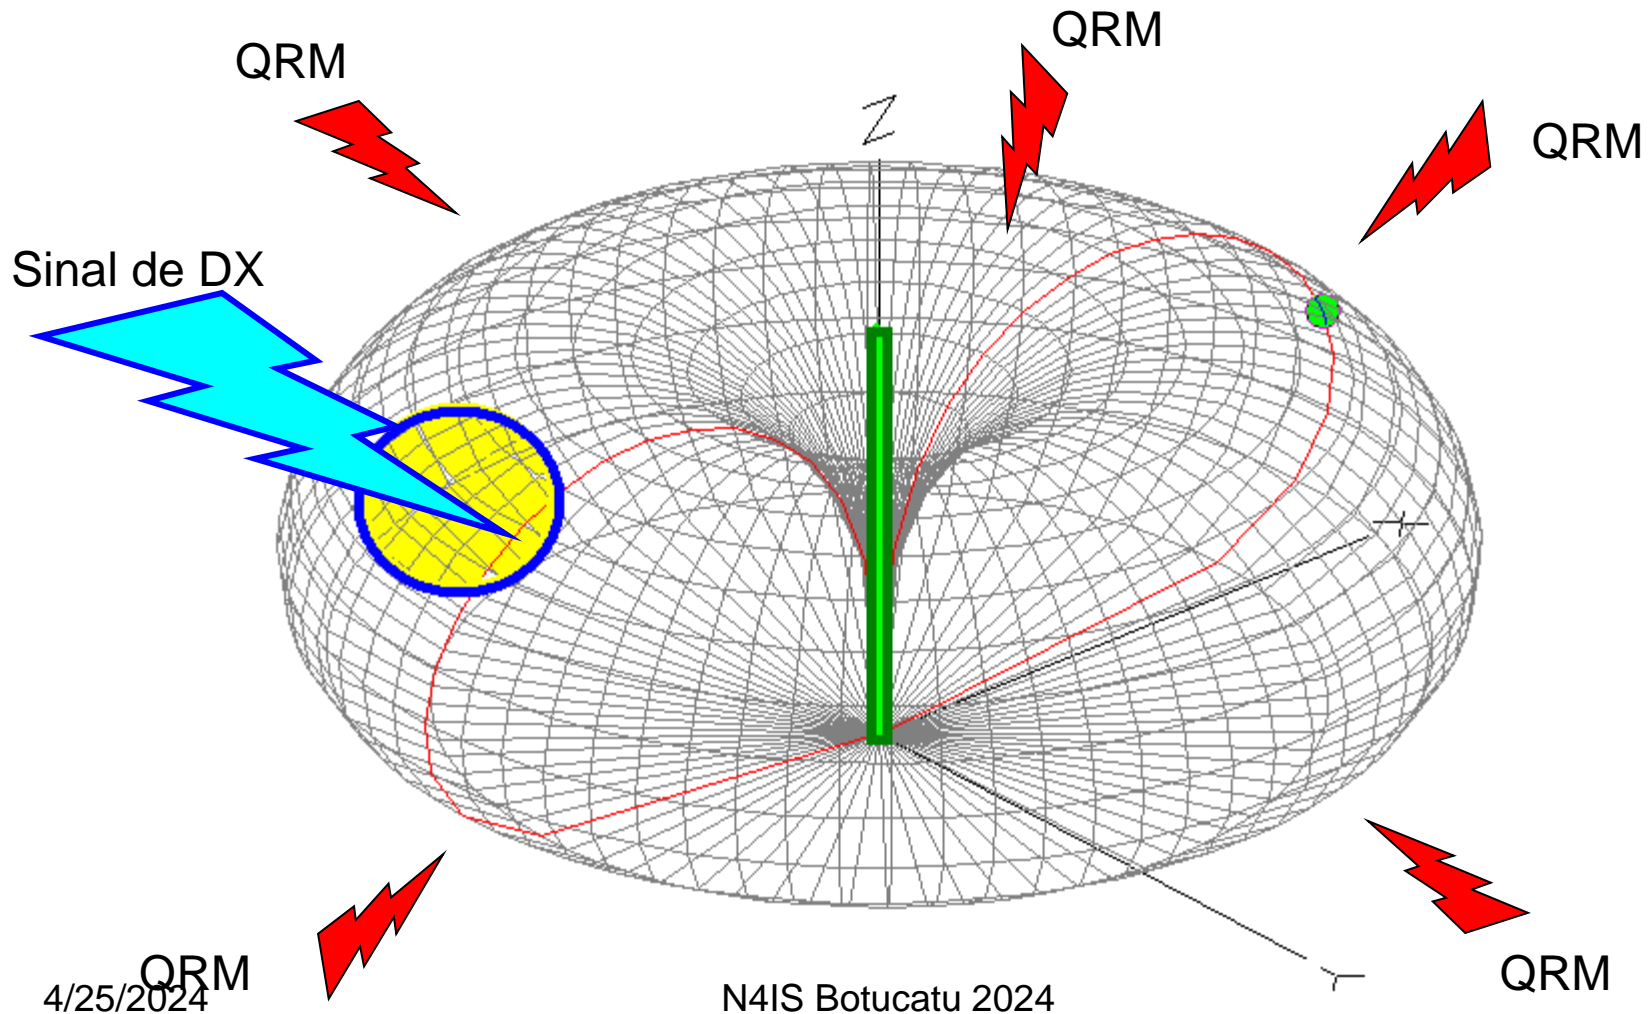 QRM
QRM
Z
QRM
Sinal de DX
X
Y
QRM
QRM
4/25/2024
N4IS Botucatu 2024